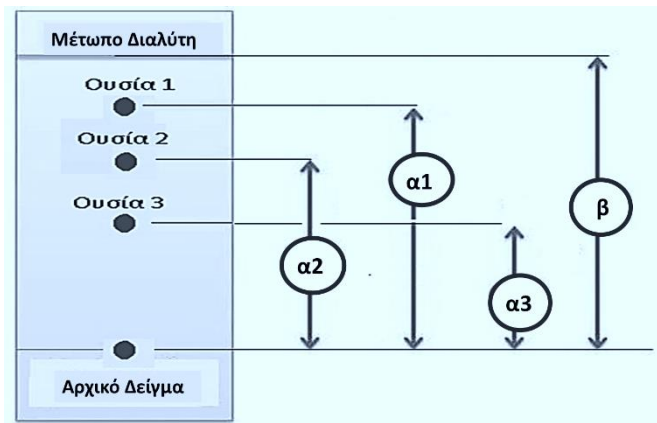 Μέτωπο Διαλύτη
Ουσία 1
Ουσία 2
Ουσία 3
α1
β
α2
α3
Αρχικό Δείγμα